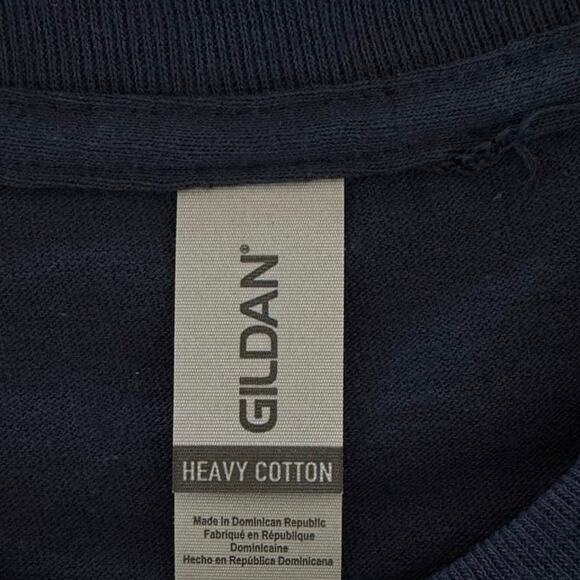 GILDAN®
HEAVY COTTON
Made in Dominican Republic
Fabriqué en République
Dominicaine
Hecho en República Dominicana